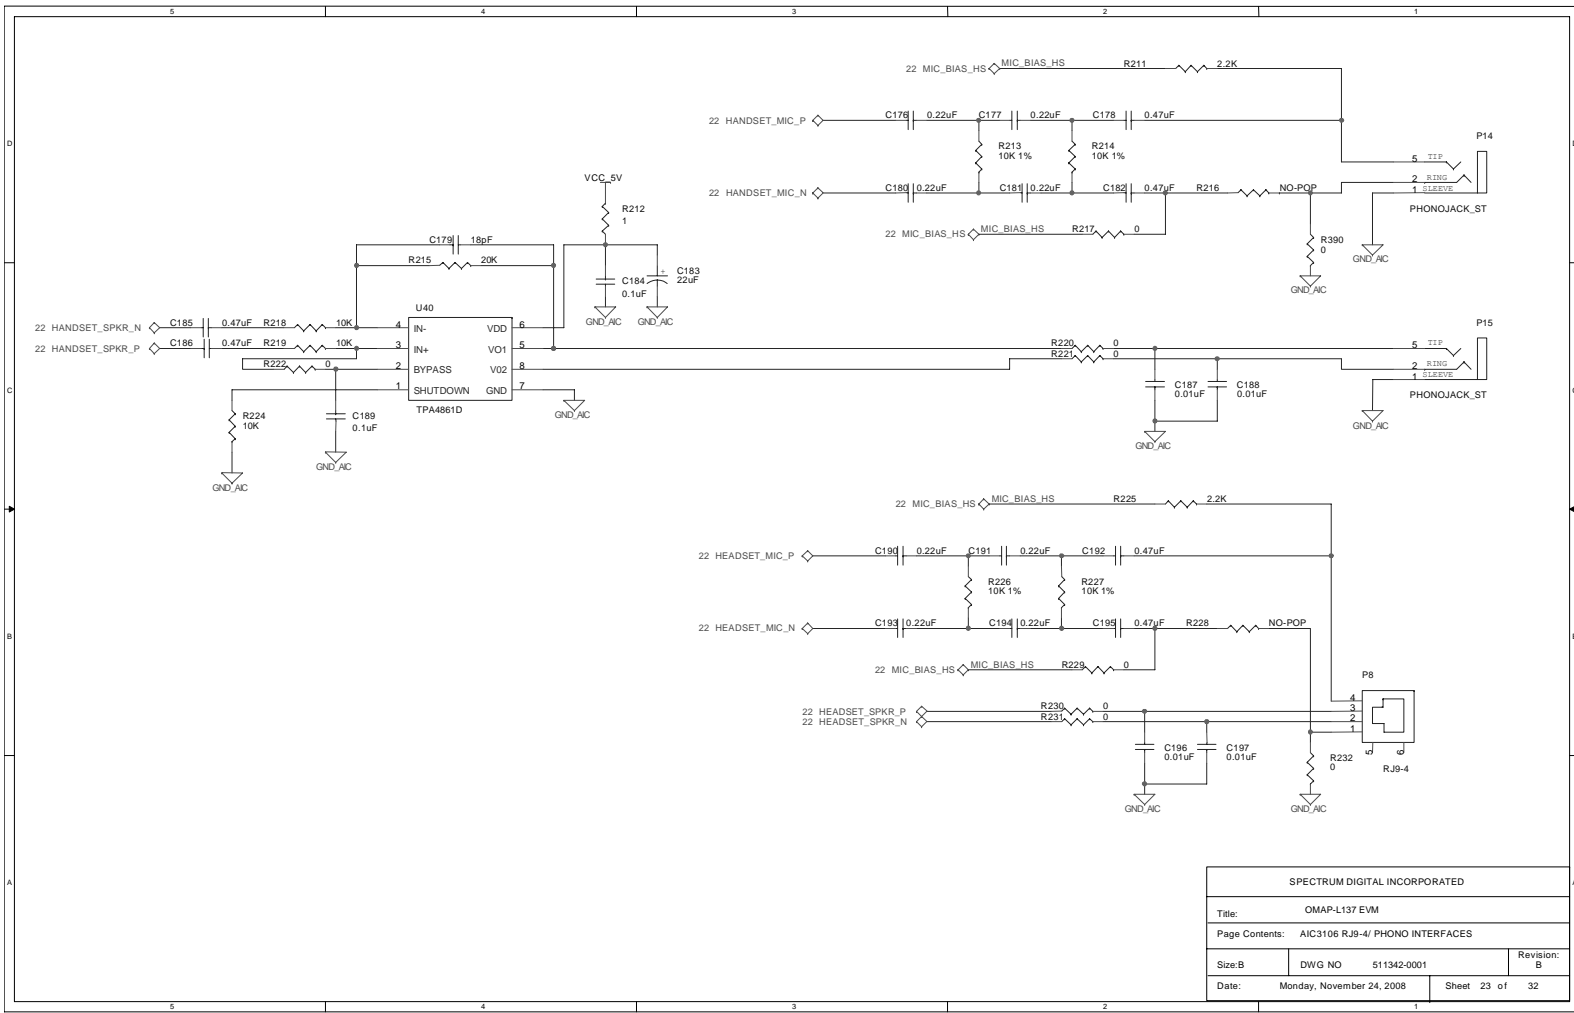 5 4 3 2 1
22 MIC_BIAS_HS MIC_BIAS_HS R211 2.2K
22 HANDSET_MIC_P C176 0.22uF C177 0.22uF C178 0.47uF
P14
D
R213 10K 1%
R214 10K 1%
5 TIP
2 RING
1 SLEEVE
PHONOJACK_ST
VCC_5V
22 HANDSET_MIC_N C180 0.22uF C181 0.22uF C182 0.47uF R216 NO-POP
R212
1
22 MIC_BIAS_HS MIC_BIAS_HS R217 0
C179 18pF
R215 20K
R390
0
GND_AIC
C184
0.1uF
C183
22uF
GND_AIC
GND_AIC GND_AIC
U40
22 HANDSET_SPKR_N C185 0.47uF R218 10K 4 IN- VDD 6
22 HANDSET_SPKR_P C186 0.47uF R219 10K 3 IN+ VO1 5
R222 0 2 BYPASS V02 8
1 SHUTDOWN GND 7
TPA4861D
GND_AIC
R224
10K
C189
0.1uF
GND_AIC
GND_AIC
C
P15
R220 0
R221 0
5 TIP
2 RING
1 SLEEVE
PHONOJACK_ST
C187
0.01uF
C188
0.01uF
GND_AIC
GND_AIC
22 MIC_BIAS_HS MIC_BIAS_HS R225 2.2K
22 HEADSET_MIC_P C190 0.22uF C191 0.22uF C192 0.47uF
R226
10K 1%
R227
10K 1%
22 HEADSET_MIC_N C193 0.22uF C194 0.22uF C195 0.47uF R228 NO-POP
B
22 MIC_BIAS_HS MIC_BIAS_HS R229 0
P8
22 HEADSET_SPKR_P R230 0
22 HEADSET_SPKR_N R231 0
4
3
2
1
5 6
RJ9-4
C196
0.01uF
C197
0.01uF
R232
0
GND_AIC
GND_AIC
A
SPECTRUM DIGITAL INCORPORATED
Title: OMAP-L137 EVM
Page Contents: AIC3106 RJ9-4/ PHONO INTERFACES
Size:B DWG NO 511342-0001 Revision: B
Date: Monday, November 24, 2008 Sheet 23 of 32
5 4 3 2 1